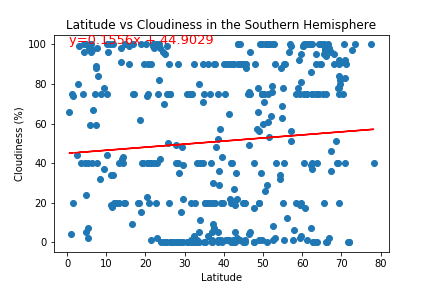 Latitude vs Cloudiness in the Southern Hemisphere
y=0.1556x + 44.9029
100
80
60
40
20
0
Cloudiness (%)
0 10 20 30 40 50 60 70 80
Latitude